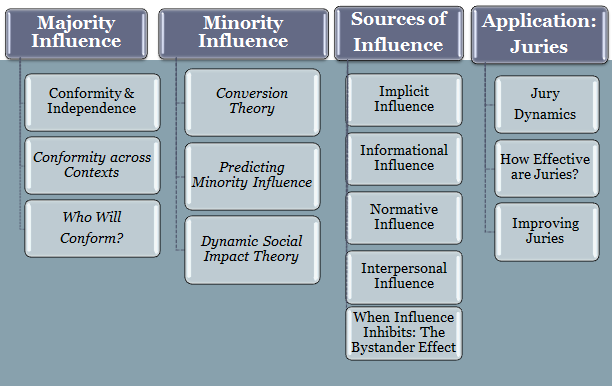 Majority
Influence
Conformity &
Independence
Conformity across
Contexts
Who Will
Conform?
Minority
Influence
Conversion
Theory
Predicting
Minority Influence
Dynamic Social
Impact Theory
Sources of
Influence
Implicit
Influence
Informational
Influence
Normative
Influence
Interpersonal
Influence
When Influence
Inhibits: The
Bystander Effect
Application:
Juries
Jury
Dynamics
How Effective
are Juries?
Improving
Juries